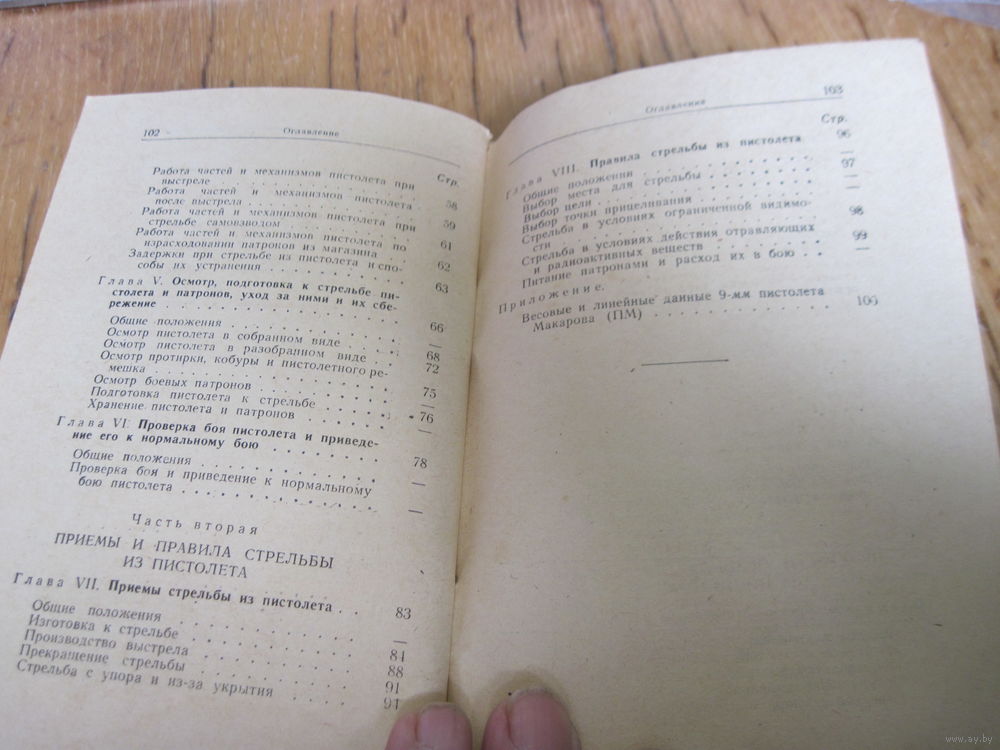 102
Оглавление
Стр.
Работа частей и механизмов пистолета при
выстреле . . . . . . . . . . 58
Работа частей и механизмов пистолета
после выстрела . . . . . . . . . 59
Работа частей и механизмов пистолета при
стрельбе самовзводом . . . . . . . 61
Работа частей и механизмов пистолета по
израсходовании патронов из магазина . . 62
Задержки при стрельбе из пистолета и спо-
собы их устранения . . . . . . . . 63
Глава V. Осмотр, подготовка к стрельбе пи-
столета и патронов, уход за ними и их сбе-
режение . . . . . . . . . . 66
Общие положения . . . . . . . . —
Осмотр пистолета в собранном виде . . . 68
Осмотр пистолета в разобранном виде . . 72
Осмотр протирки, кобуры и пистолетного ре-
мешка . . . . . . . . . . 75
Осмотр боевых патронов . . . . . . —
Подготовка пистолета к стрельбе . . . . 76
Хранение пистолета и патронов . . . . —
Глава VI. Проверка боя пистолета и приведе-
ние его к нормальному бою . . . . . . 78
Общие положения . . . . . . . . —
Проверка боя и приведение к нормальному
бою пистолета . . . . . . . . . —
Часть вторая
ПРИЕМЫ И ПРАВИЛА СТРЕЛЬБЫ
ИЗ ПИСТОЛЕТА
Глава VII. Приемы стрельбы из пистолета . . 83
Общие положения . . . . . . . . —
Изготовка к стрельбе . . . . . . . 84
Производство выстрела . . . . . . . 88
Прекращение стрельбы . . . . . . . 91
Стрельба с упора и из-за укрытия . . . . 91
Оглавление
103
Стр.
Глава VIII. Правила стрельбы из пистолета 96
Общие положения . . . . . . . . —
Выбор места для стрельбы . . . . . . 97
Выбор цели . . . . . . . . . —
Выбор точки прицеливания . . . . . . —
Стрельба в условиях ограниченной видимо-
сти . . . . . . . . . . . 98
Стрельба в условиях действия отравляющих
и радиоактивных веществ . . . . . . 99
Питание патронами и расход их в бою . . —
Приложение.
Весовые и линейные данные 9-мм пистолета
Макарова (ПМ) . . . . . . . . . 100
www.ay.by